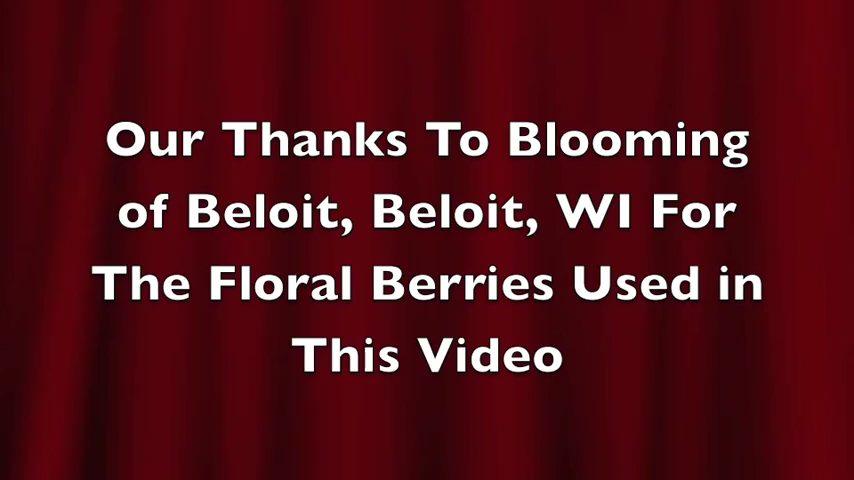 Our Thanks To Blooming
of Beloit, Beloit, WI For
The Floral Berries Used in
This Video